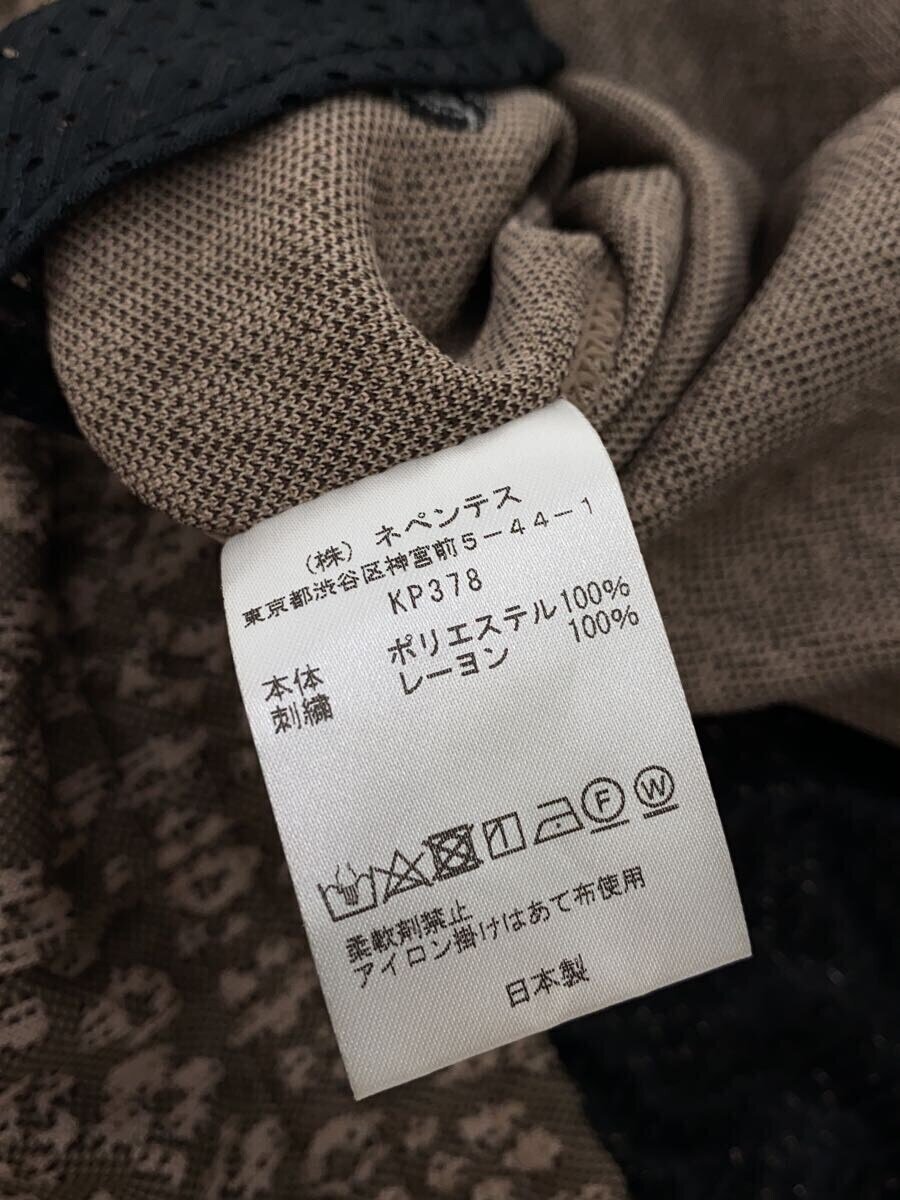 (株) ネペンテス
東京都渋谷区神宮前5-44-1
KP378
本体 ポリエステル100%
刺繍 レーヨン 100%
F W
柔軟剤禁止
アイロン掛けはあて布使用
日本製